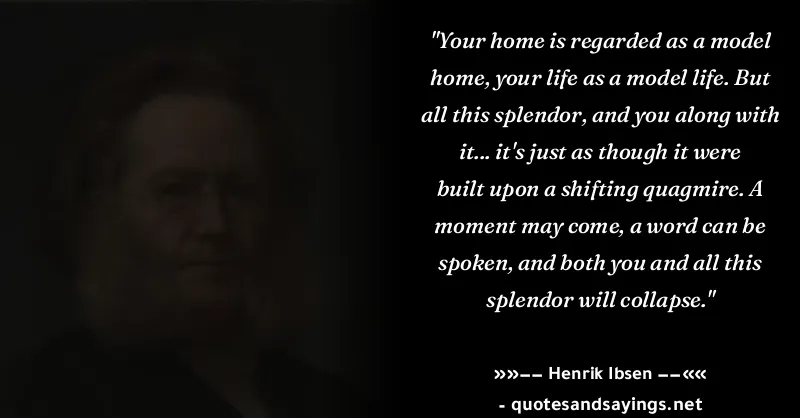 "Your home is regarded as a model
home, your life as a model life. But
all this splendor, and you along with
it... it's just as though it were
built upon a shifting quagmire. A
moment may come, a word can be
spoken, and both you and all this
splendor will collapse."
»»−− Henrik Ibsen −−««
- quotesandsayings.net